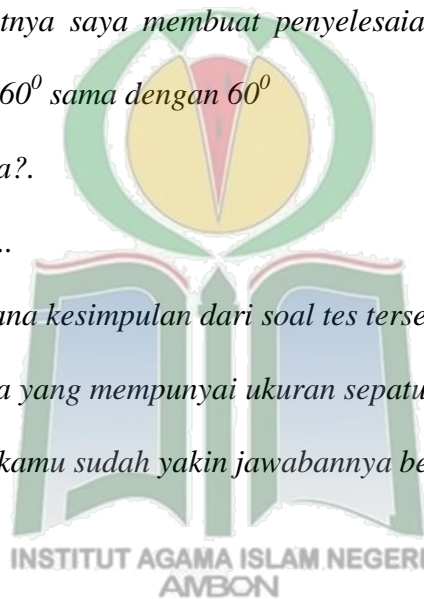 tnya saya membuat penyelesaia
60⁰ sama dengan 60⁰
a?.
..
ana kesimpulan dari soal tes terse
a yang mempunyai ukuran sepatu
kamu sudah yakin jawabannya be
INSTITUT AGAMA ISLAM NEGERI
AMBON